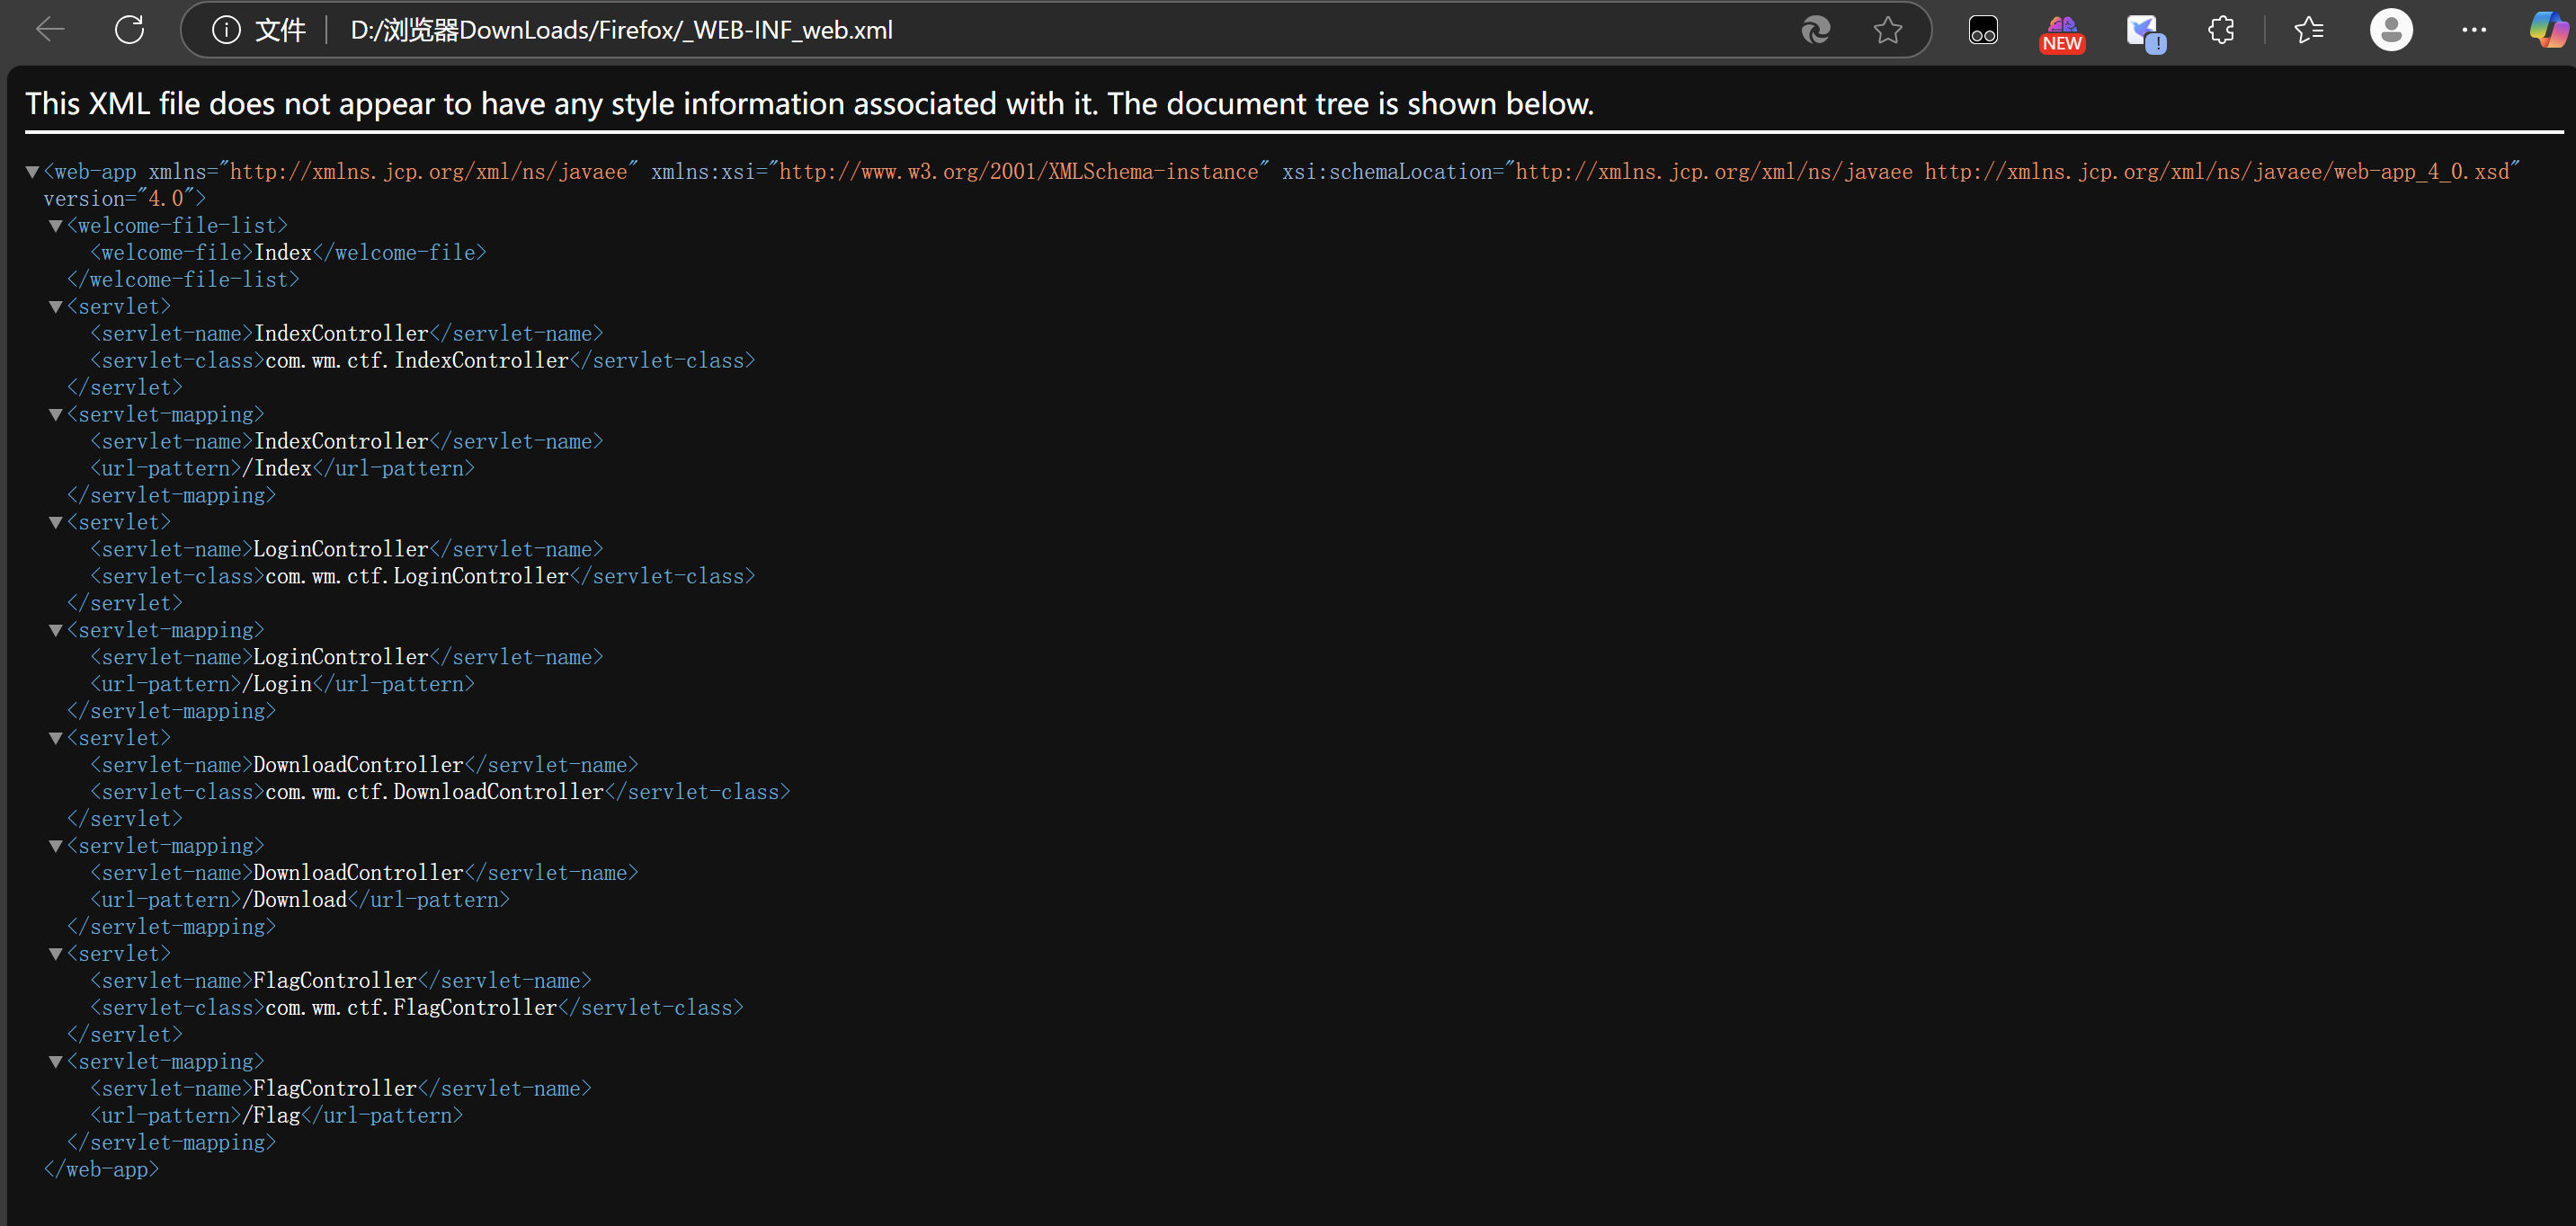 文件 D:/浏览器DownLoads/Firefox/_WEB-INF_web.xml
NEW
!
This XML file does not appear to have any style information associated with it. The document tree is shown below.
▼<web-app xmlns="http://xmlns.jcp.org/xml/ns/javaee" xmlns:xsi="http://www.w3.org/2001/XMLSchema-instance" xsi:schemaLocation="http://xmlns.jcp.org/xml/ns/javaee http://xmlns.jcp.org/xml/ns/javaee/web-app_4_0.xsd"
version="4.0">
▼<welcome-file-list>
<welcome-file>Index</welcome-file>
</welcome-file-list>
▼<servlet>
<servlet-name>IndexController</servlet-name>
<servlet-class>com.wm.ctf.IndexController</servlet-class>
</servlet>
▼<servlet-mapping>
<servlet-name>IndexController</servlet-name>
<url-pattern>/Index</url-pattern>
</servlet-mapping>
▼<servlet>
<servlet-name>LoginController</servlet-name>
<servlet-class>com.wm.ctf.LoginController</servlet-class>
</servlet>
▼<servlet-mapping>
<servlet-name>LoginController</servlet-name>
<url-pattern>/Login</url-pattern>
</servlet-mapping>
▼<servlet>
<servlet-name>DownloadController</servlet-name>
<servlet-class>com.wm.ctf.DownloadController</servlet-class>
</servlet>
▼<servlet-mapping>
<servlet-name>DownloadController</servlet-name>
<url-pattern>/Download</url-pattern>
</servlet-mapping>
▼<servlet>
<servlet-name>FlagController</servlet-name>
<servlet-class>com.wm.ctf.FlagController</servlet-class>
</servlet>
▼<servlet-mapping>
<servlet-name>FlagController</servlet-name>
<url-pattern>/Flag</url-pattern>
</servlet-mapping>
</web-app>